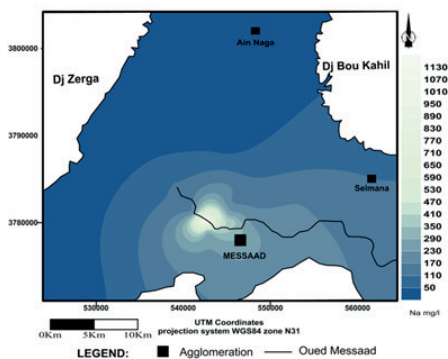 3804000
3790000
3780000
Dj Zerga
Ain Naga
Dj Bou Kahil
Selmana
MESSAAD
N
1130
1070
1010
950
890
830
770
710
650
590
530
470
410
350
290
230
170
110
50
Na mg/l
530000 540000 550000 560000
0Km 5Km 10Km
UTM Coordinates
projection system WGS84 zone N31
LEGEND: Agglomeration Oued Messaad